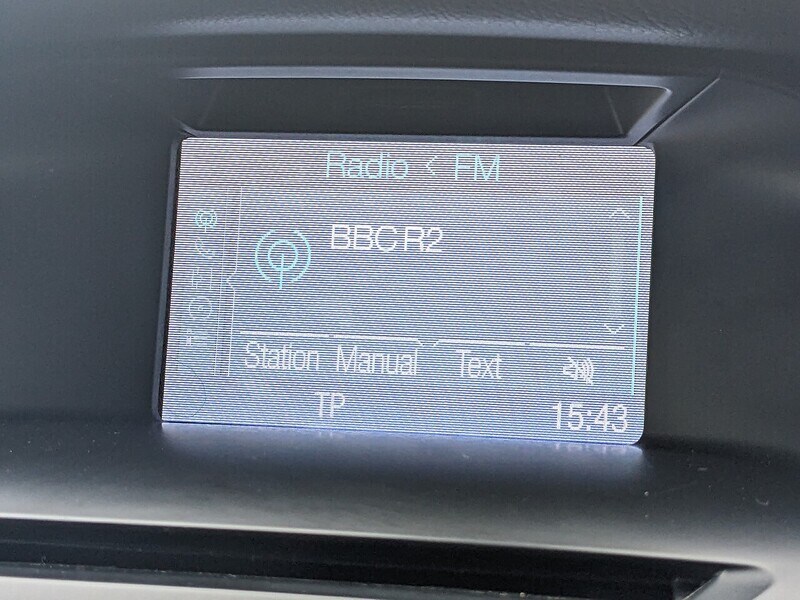 Radio < FM
BBC R2
Station Manual Text
TP 15:43